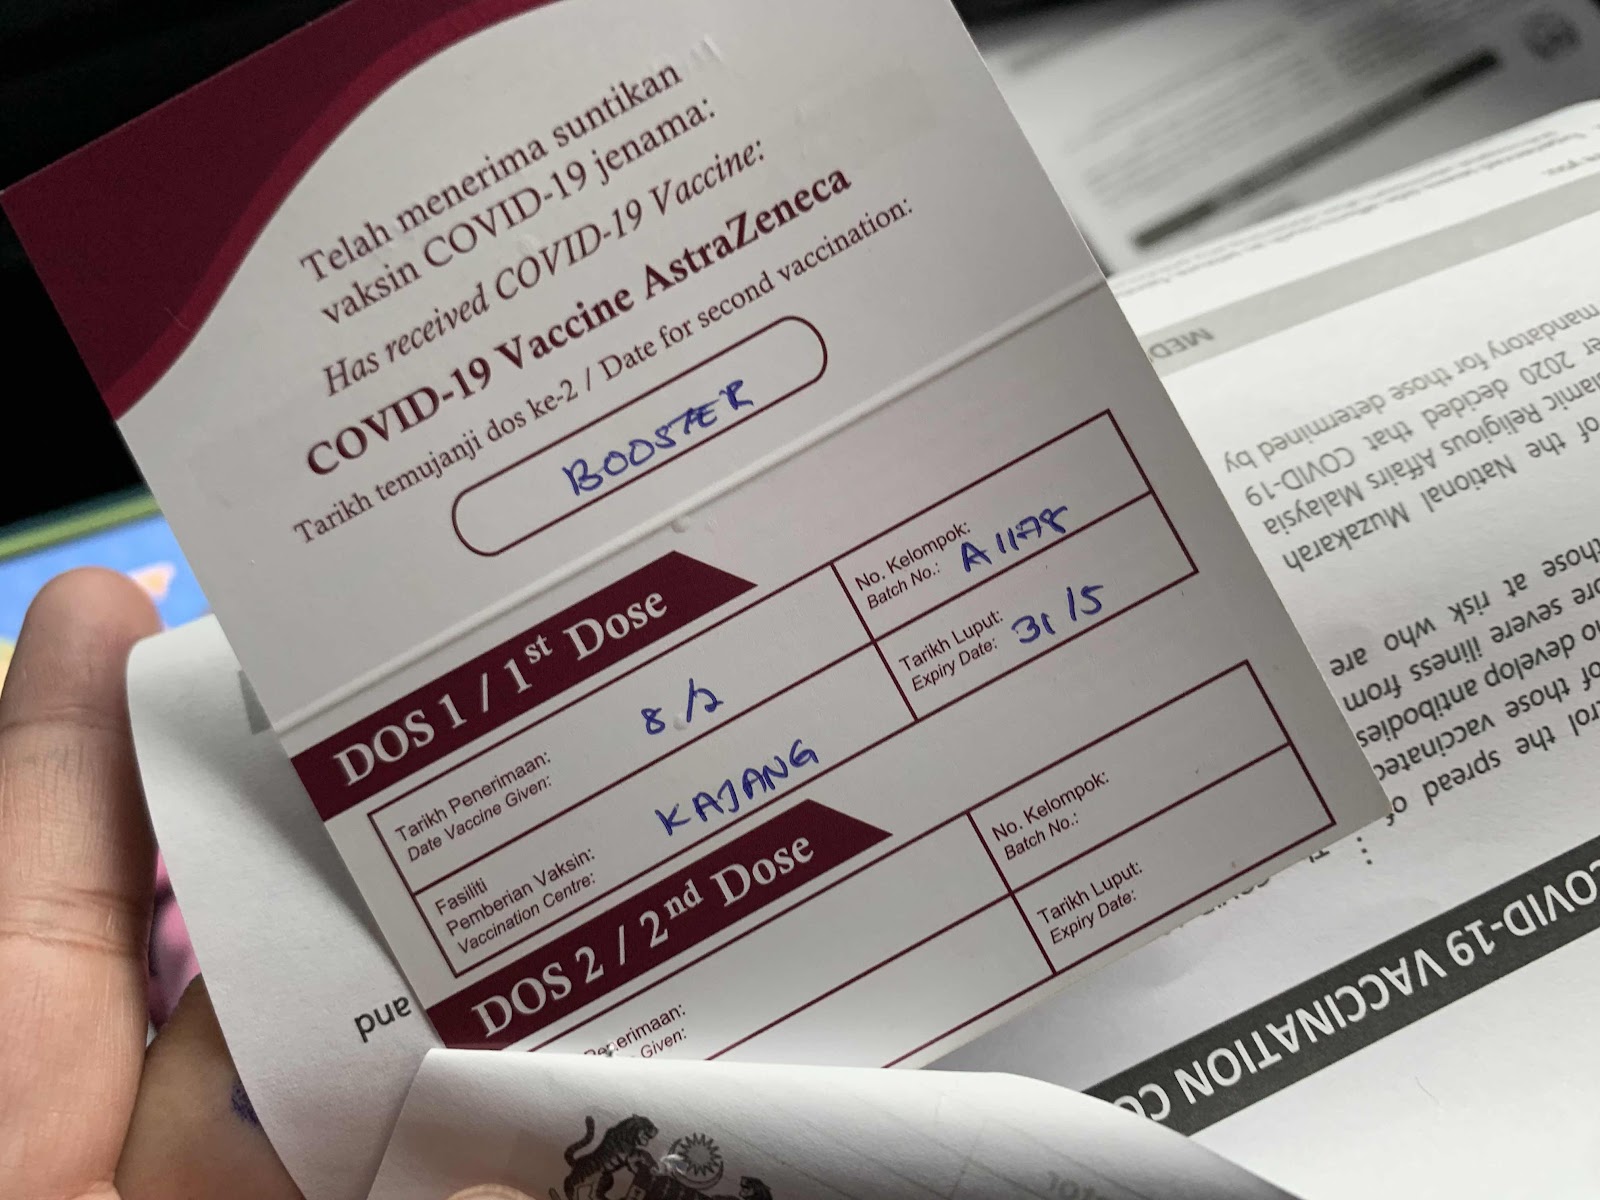 Telah menerima suntikan
vaksin COVID-19 jenama:
Has received COVID-19 Vaccine:
COVID-19 Vaccine AstraZeneca
Tarikh temujanji dos ke-2 / Date for second vaccination:
BOOSTER
DOS 1 / 1st Dose
Tarikh Penerimaan:
Date Vaccine Given:
8/2
No. Kelompok:
Batch No.:
A 1178
Fasiliti
Pemberian Vaksin:
Vaccination Centre:
KAJANG
Tarikh Luput:
Expiry Date:
31/5
DOS 2 / 2nd Dose
No. Kelompok:
Batch No.:
Tarikh Luput:
Expiry Date:
erimaan:
Given:
and
COVID-19 VACCINATION CO
spread of
the
of those vaccinated
develop antibodies
severe illness from
those at risk who are
Muzakarah of the National
Islamic Religious Affairs Malaysia
2020 decided that COVID-19
mandatory for those determined by
MED